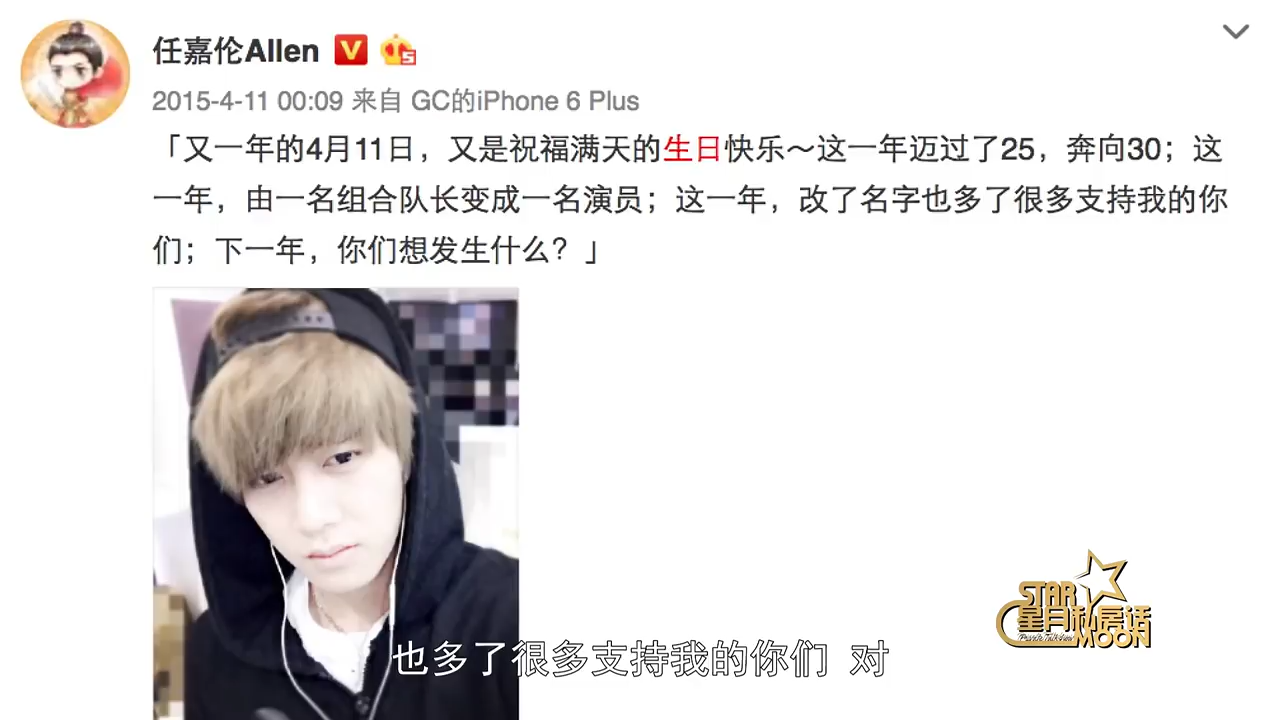 任嘉伦Allen V 5
2015-4-11 00:09 来自 GC的iPhone 6 Plus
「又一年的4月11日，又是祝福满天的生日快乐～这一年迈过了25，奔向30；这
一年，由一名组合队长变成一名演员；这一年，改了名字也多了很多支持我的你
们；下一年，你们想发生什么？」
STAR
星月私房话
Private Talk show
MOON
也多了很多支持我的你们 对